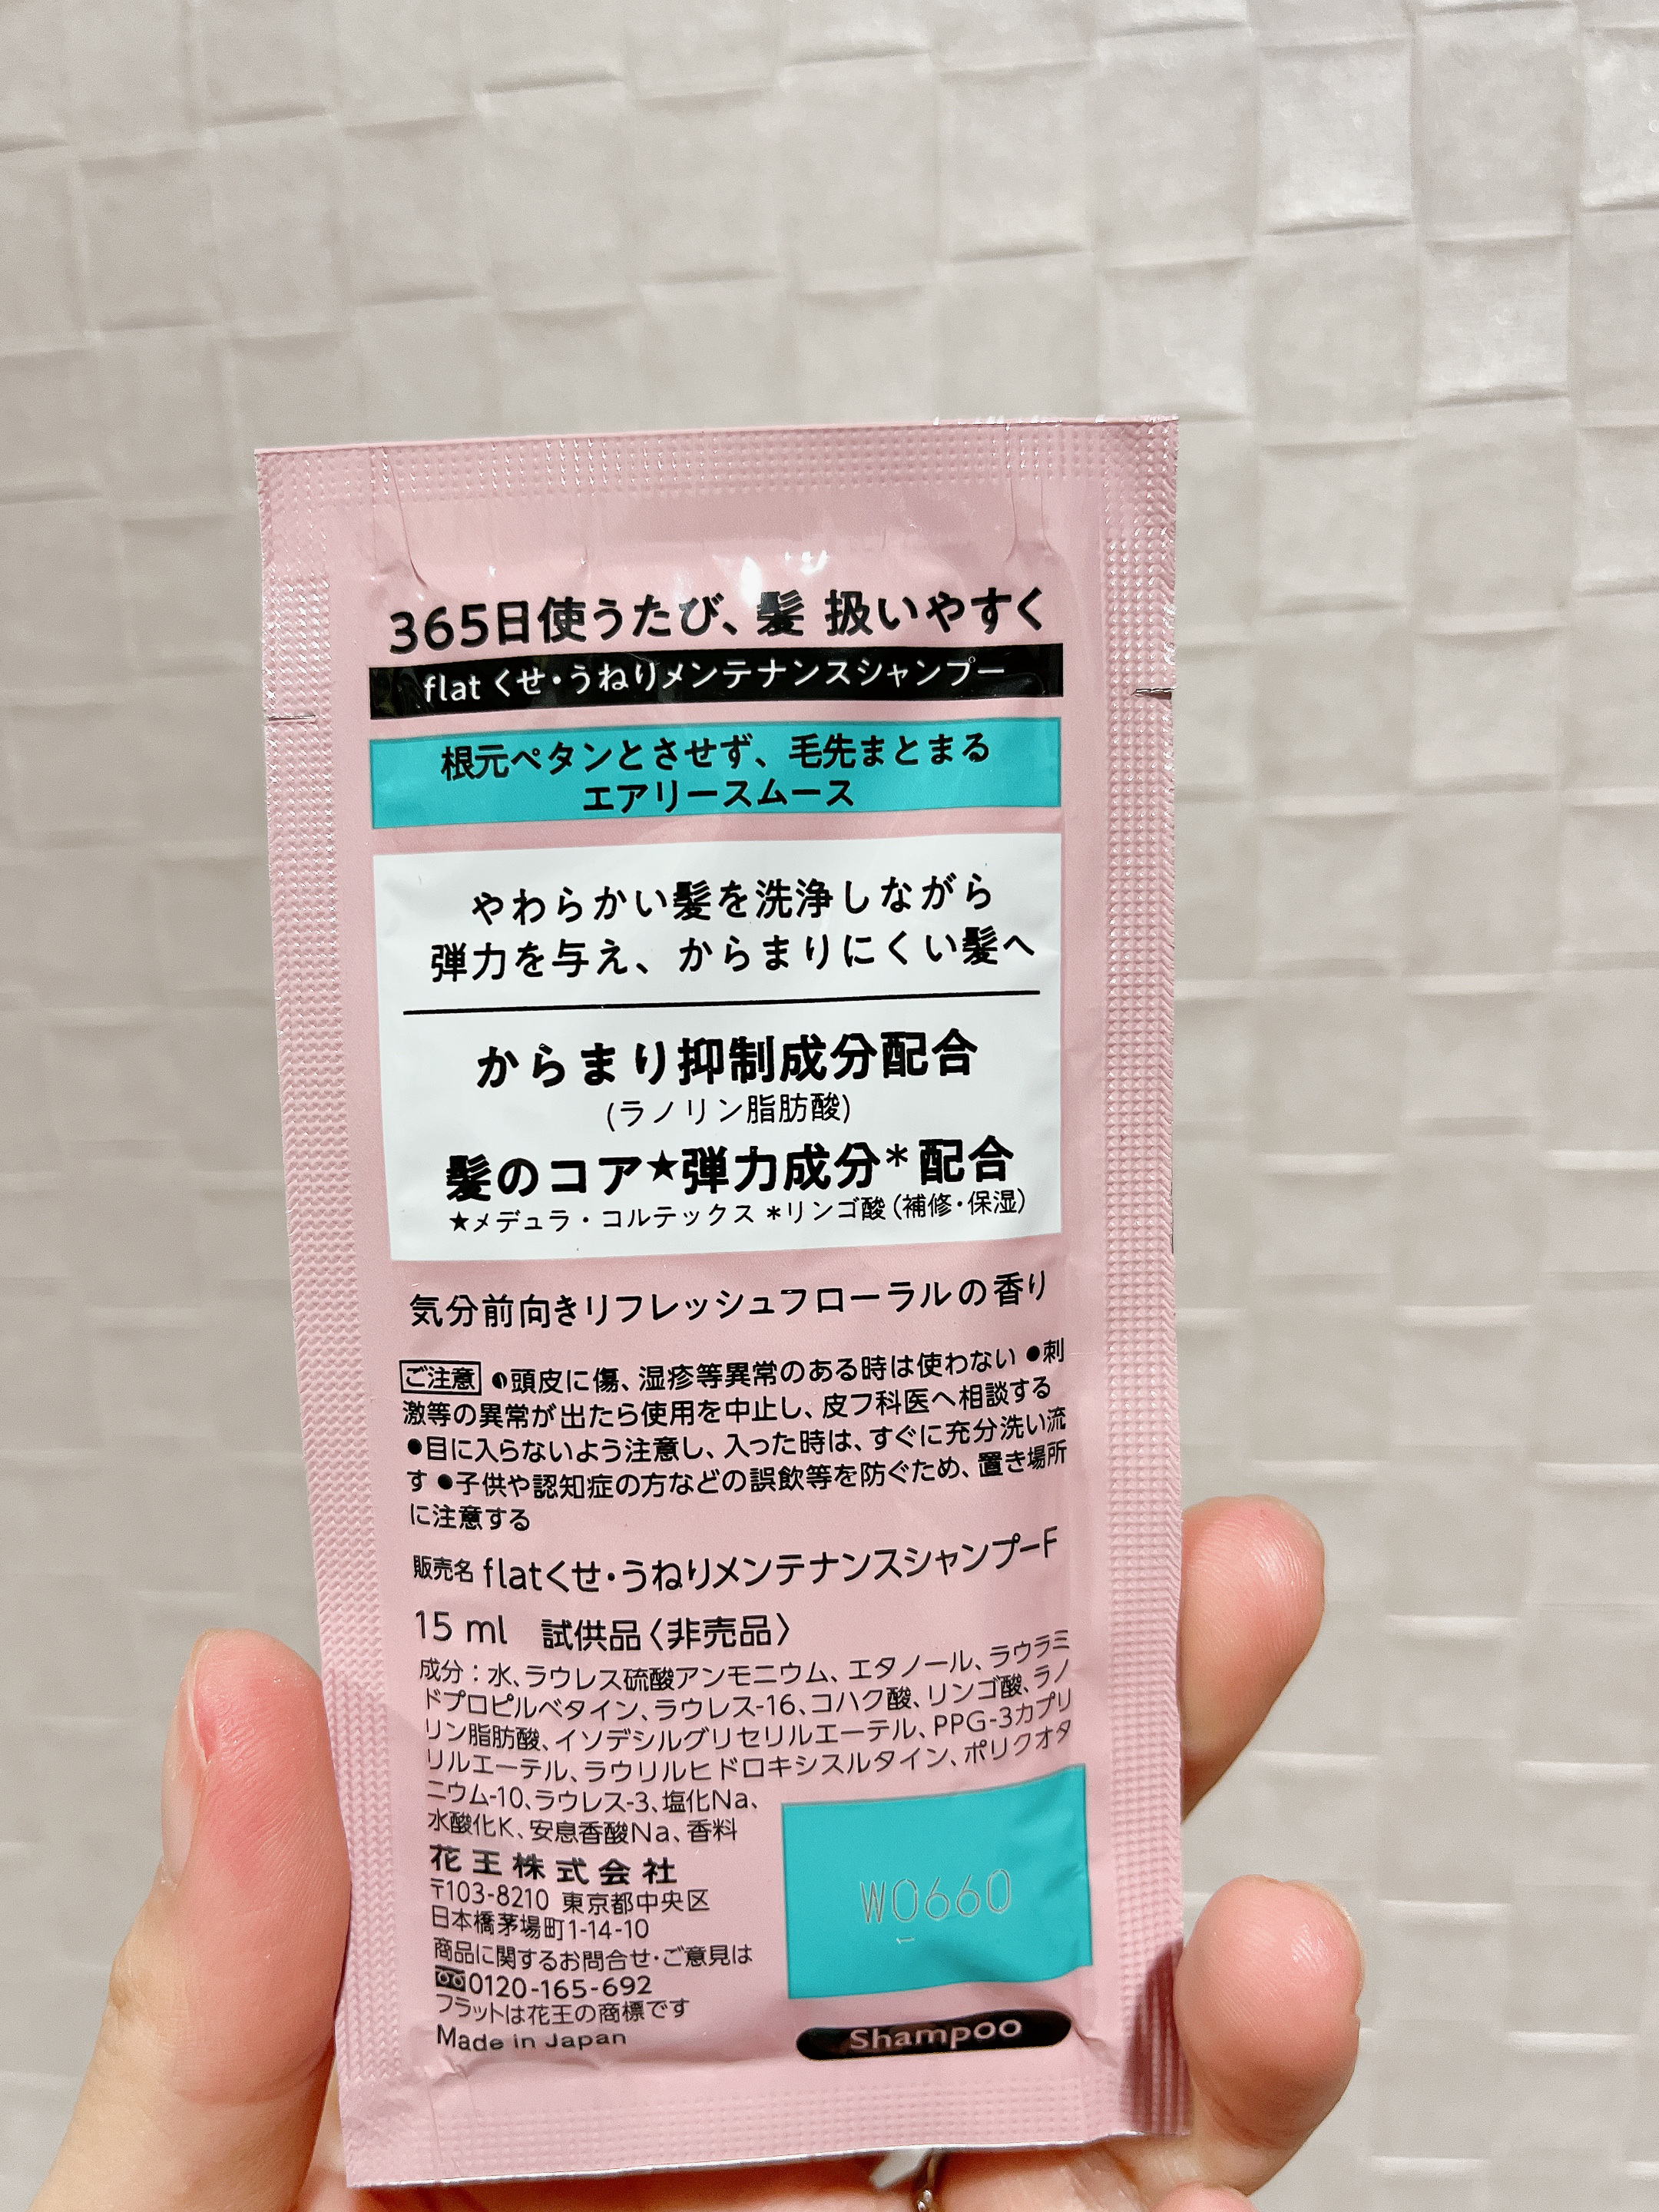 365日使うたび、髪 扱いやすく
flat くせ・うねりメンテナンスシャンプー
根元ペタンとさせず、毛先まとまる
エアリースムース
やわらかい髪を洗浄しながら
弾力を与え、からまりにくい髪へ
からまり抑制成分配合
(ラノリン脂肪酸)
髪のコア★弾力成分*配合
★メデュラ・コルテックス *リンゴ酸(補修・保湿)
気分前向きリフレッシュフローラルの香り
ご注意 ●頭皮に傷、湿疹等異常のある時は使わない ●刺
激等の異常が出たら使用を中止し、皮フ科医へ相談する
●目に入らないよう注意し、入った時は、すぐに充分洗い流
す ●子供や認知症の方などの誤飲等を防ぐため、置き場所
に注意する
販売名 flatくせ・うねりメンテナンスシャンプーF
15 ml 試供品〈非売品〉
成分:水、ラウレス硫酸アンモニウム、エタノール、ラウラミ
ドプロピルベタイン、ラウレス-16、コハク酸、リンゴ酸、ラノ
リン脂肪酸、イソデシルグリセリルエーテル、PPG-3カプリ
リルエーテル、ラウリルヒドロキシスルタイン、ポリクオタ
ニウム-10、ラウレス-3、塩化Na、
水酸化K、安息香酸Na、香料
花王株式会社
〒103-8210 東京都中央区
日本橋茅場町1-14-10
商品に関するお問合せ・ご意見は
0120-165-692
フラットは花王の商標です
Made in Japan
W0660
Shampoo